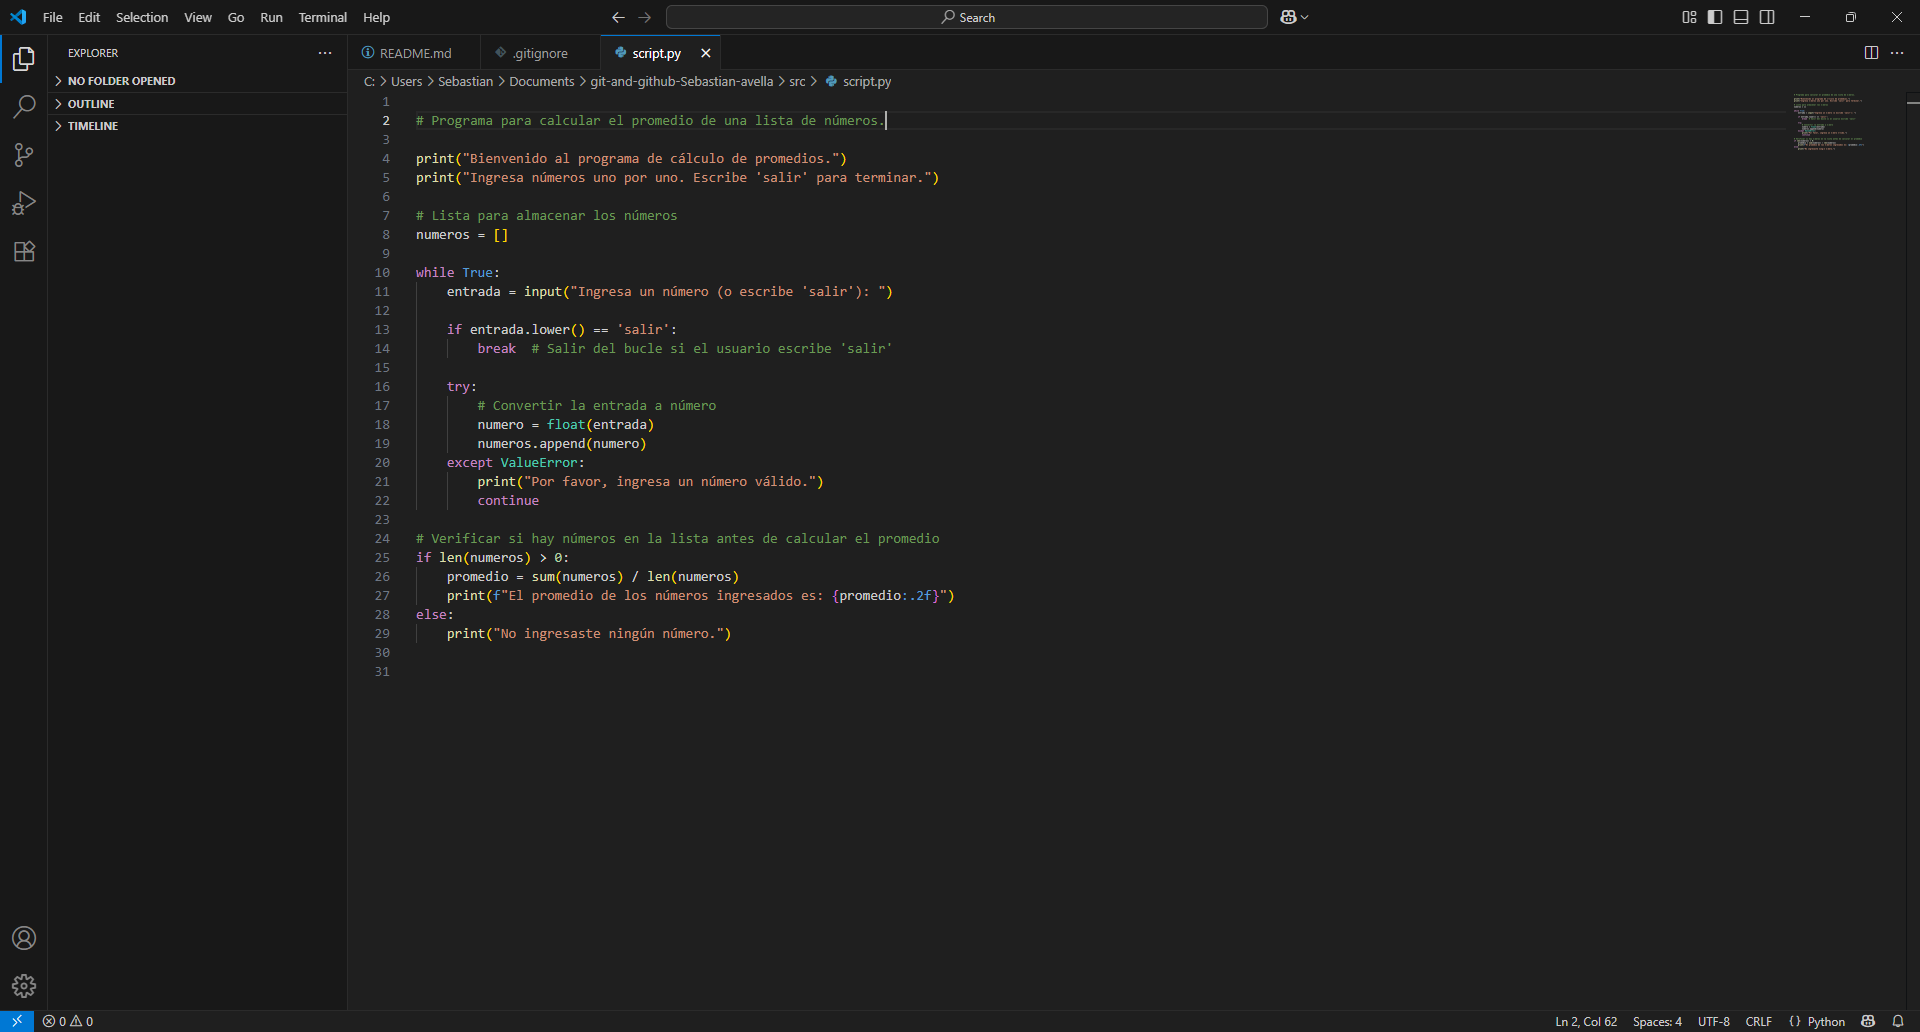 File Edit Selection View Go Run Terminal Help Search
EXPLORER
NO FOLDER OPENED
OUTLINE
TIMELINE
README.md .gitignore script.py
C: > Users > Sebastian > Documents > git-and-github-Sebastian-avella > src > script.py
1
2 # Programa para calcular el promedio de una lista de números.
3
4 print("Bienvenido al programa de cálculo de promedios.")
5 print("Ingresa números uno por uno. Escribe 'salir' para terminar.")
6
7 # Lista para almacenar los números
8 numeros = []
9
10 while True:
11     entrada = input("Ingresa un número (o escribe 'salir'): ")
12
13     if entrada.lower() == 'salir':
14         break  # Salir del bucle si el usuario escribe 'salir'
15
16     try:
17         # Convertir la entrada a número
18         numero = float(entrada)
19         numeros.append(numero)
20     except ValueError:
21         print("Por favor, ingresa un número válido.")
22         continue
23
24 # Verificar si hay números en la lista antes de calcular el promedio
25 if len(numeros) > 0:
26     promedio = sum(numeros) / len(numeros)
27     print(f"El promedio de los números ingresados es: {promedio:.2f}")
28 else:
29     print("No ingresaste ningún número.")
30
31
0 0 Ln 2, Col 62 Spaces: 4 UTF-8 CRLF {} Python